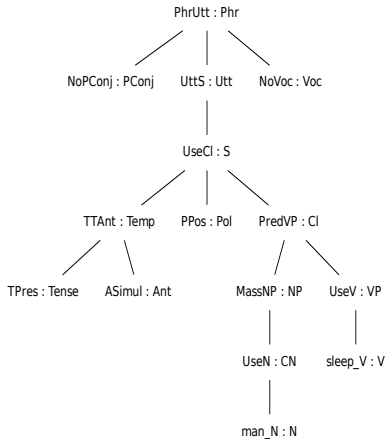 PhrUtt : Phr
NoPConj : PConj UttS : Utt NoVoc : Voc
UseCl : S
TTAnt : Temp PPos : Pol PredVP : Cl
TPres : Tense ASimul : Ant MassNP : NP UseV : VP
UseN : CN sleep_V : V
man_N : N